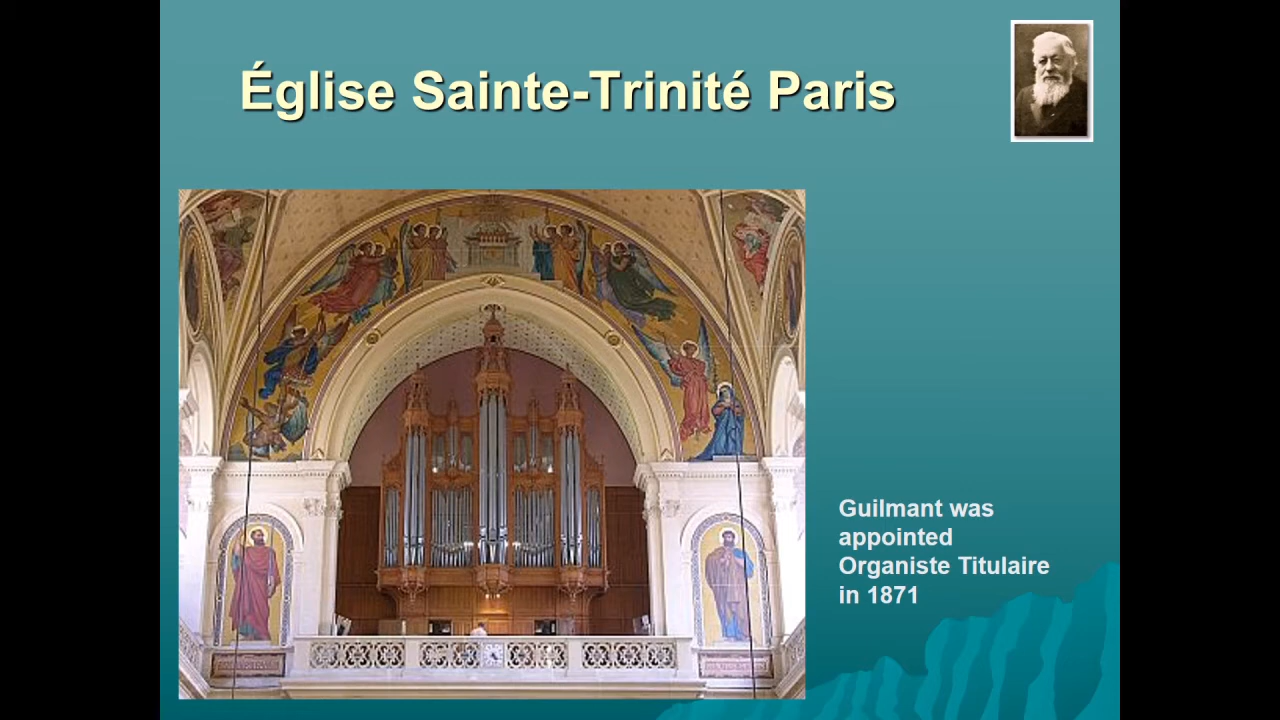 Église Sainte-Trinité Paris
Guilmant was
appointed
Organiste Titulaire
in 1871